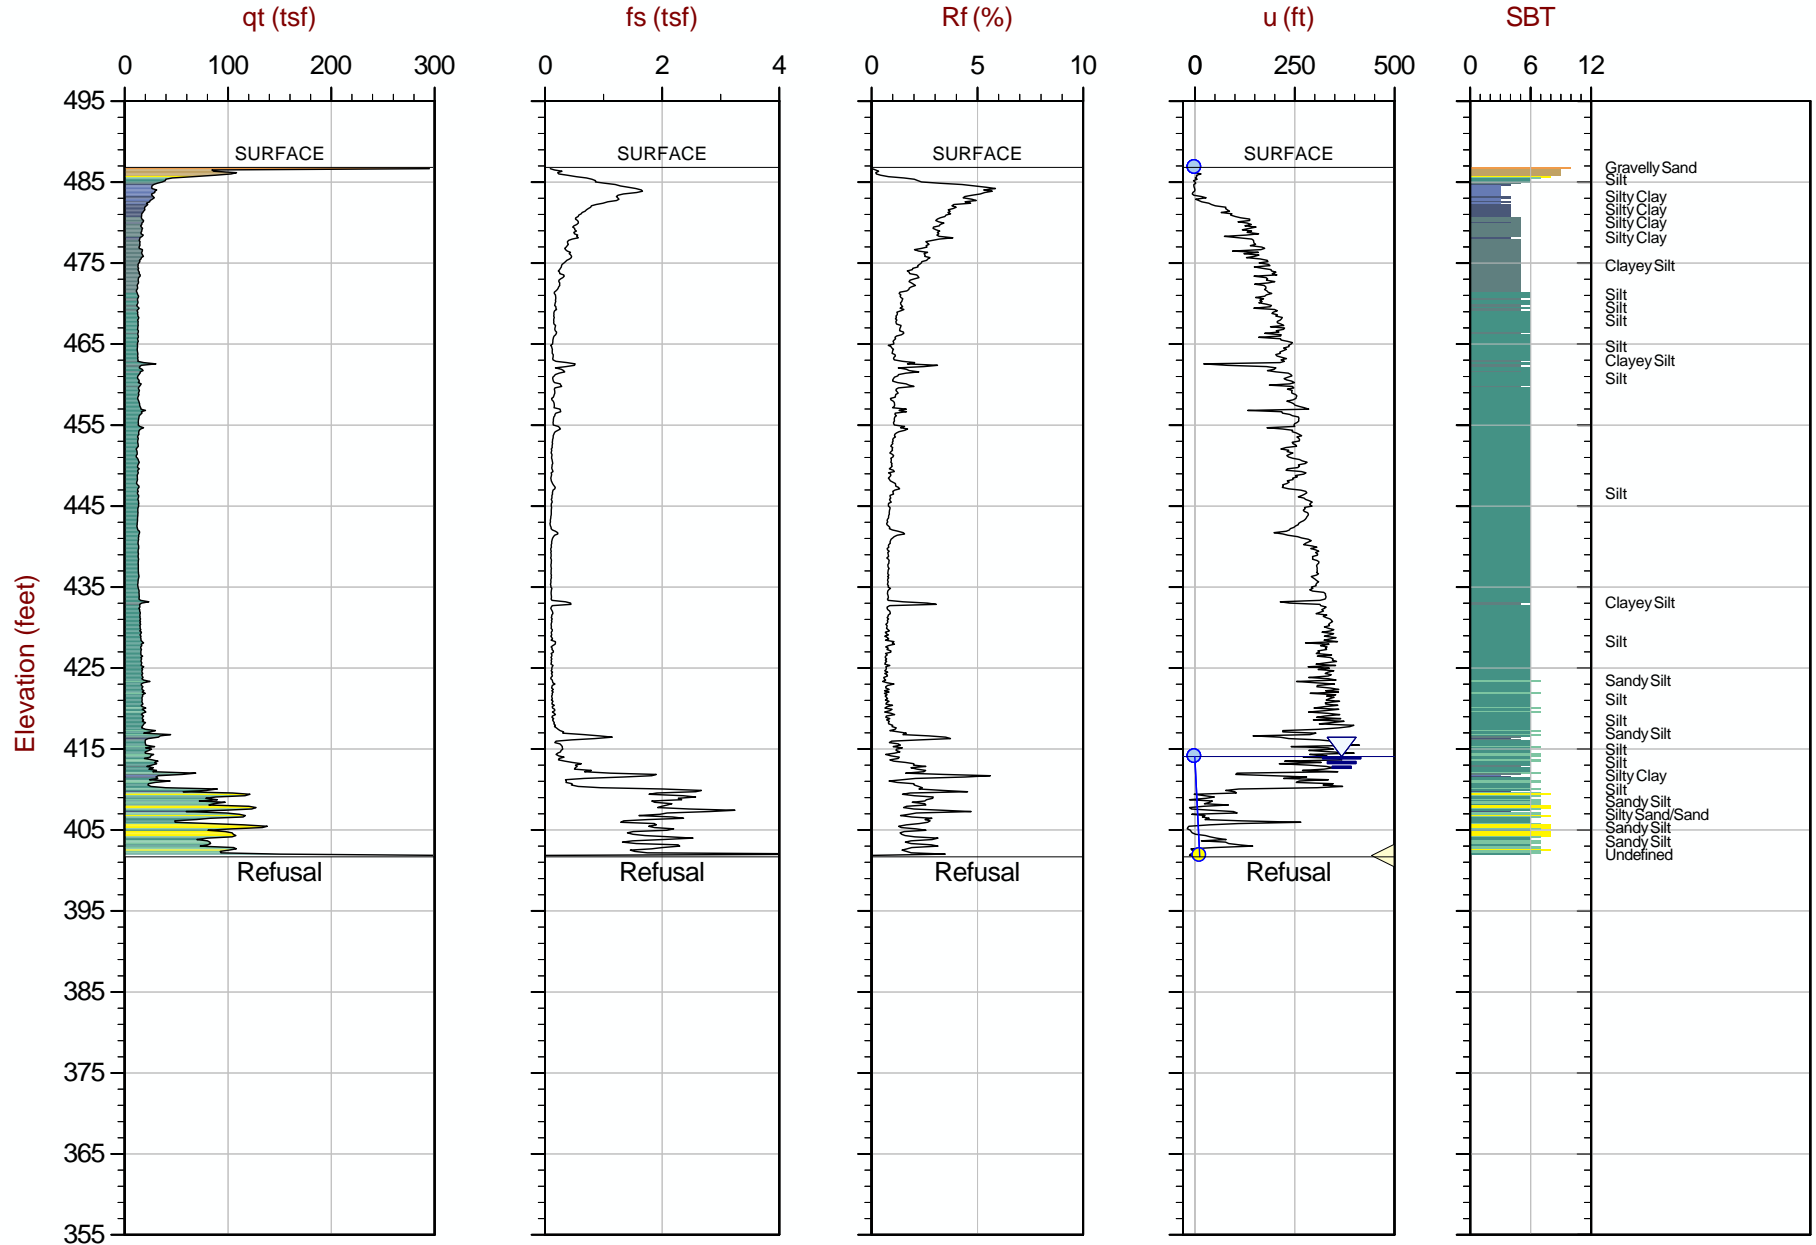 qt (tsf) fs (tsf) Rf (%) u (ft) SBT
0 100 200 300 0 2 4 0 5 10 0 250 500 0 6 12
495
SURFACE SURFACE SURFACE SURFACE
Gravelly Sand
485
Silt
Silty Clay
Silty Clay
Silty Clay
Silty Clay
475
Clayey Silt
Silt
Silt
Silt
465
Silt
Clayey Silt
Silt
455
Silt
445
435
Clayey Silt
Silt
425
Sandy Silt
Silt
Silt
Sandy Silt
415
Silt
Silt
Silty Clay
Silt
Sandy Silt
Silty Sand/Sand
405
Sandy Silt
Sandy Silt
Undefined
Refusal Refusal Refusal Refusal
395
385
375
365
355
Elevation (feet)